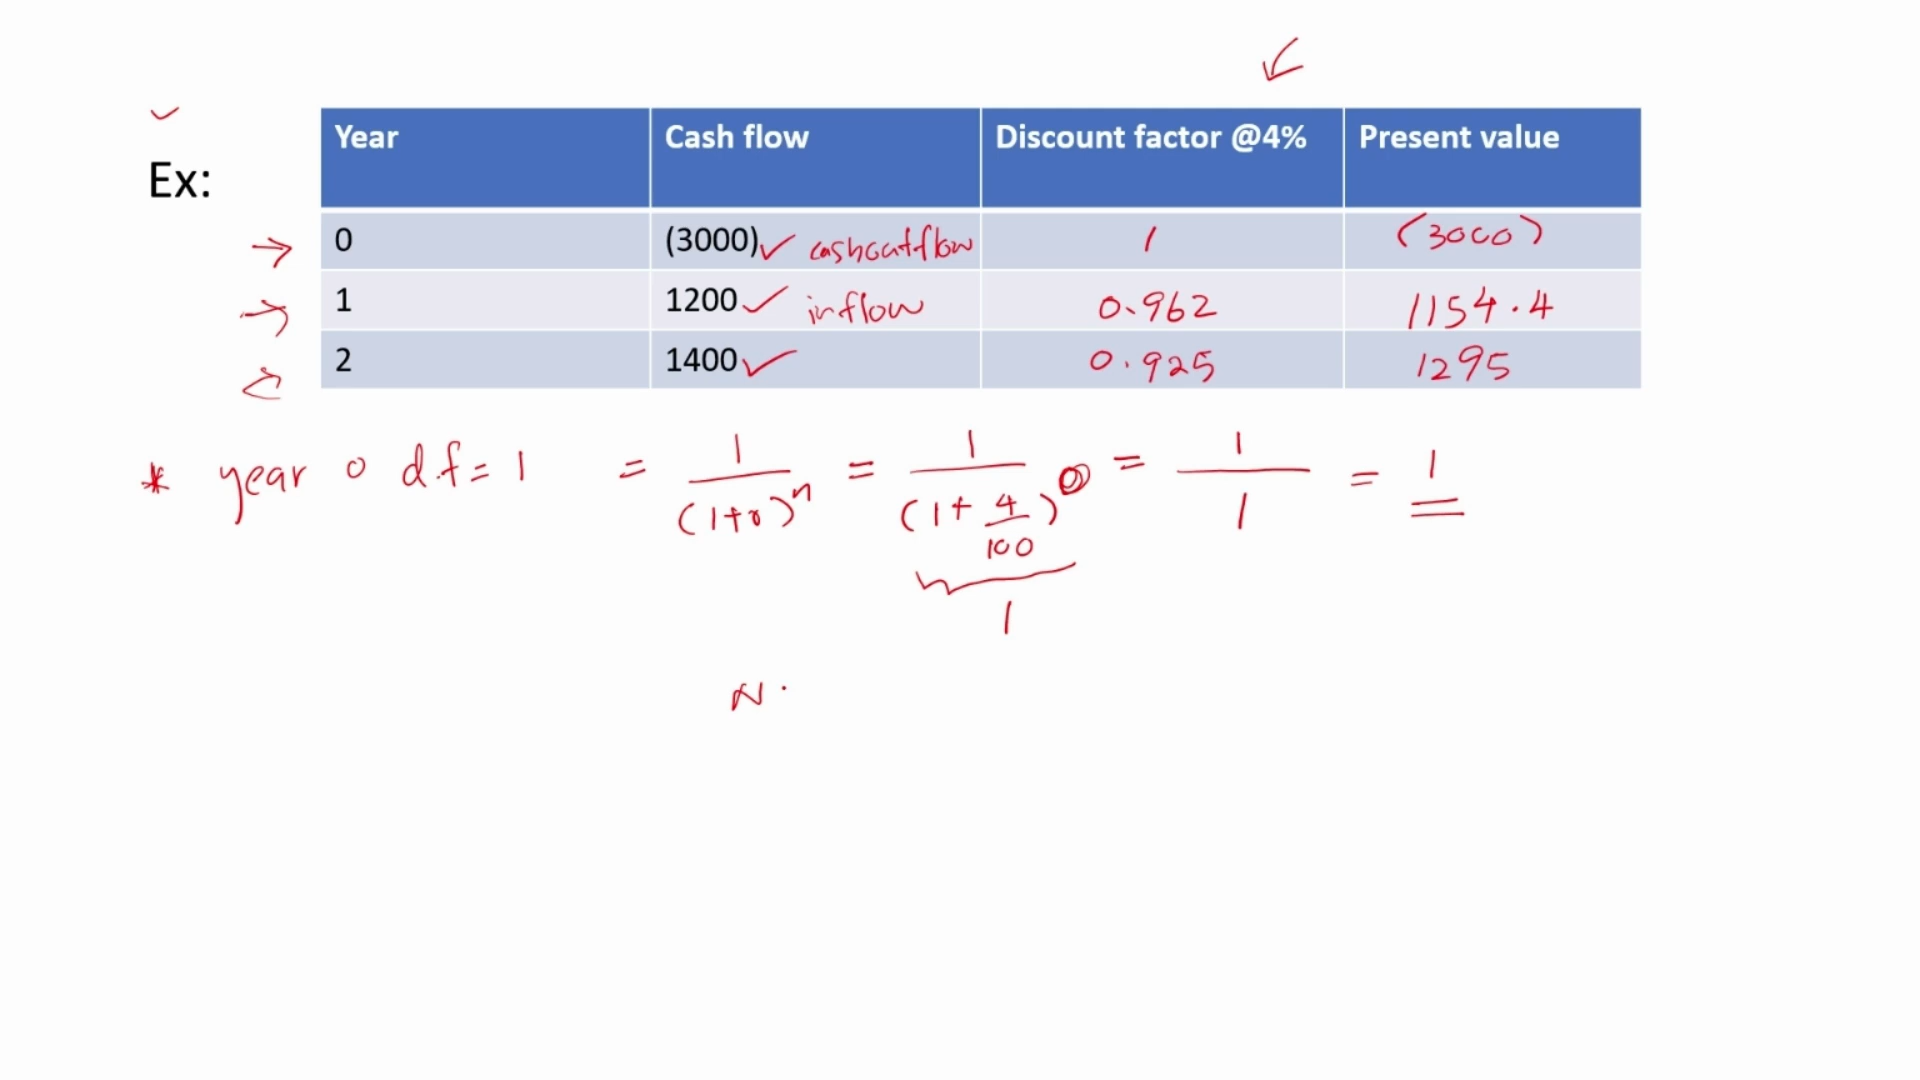 Ex:
Year Cash flow Discount factor @4% Present value
0 (3000) cashoutflow 1 (3000)
1 1200 inflow 0.962 1154.4
2 1400 0.925 1295
* year 0 d.f = 1 = 1/(1+r)^n = 1/(1+4/100)^0 = 1/1 = 1
1
N.